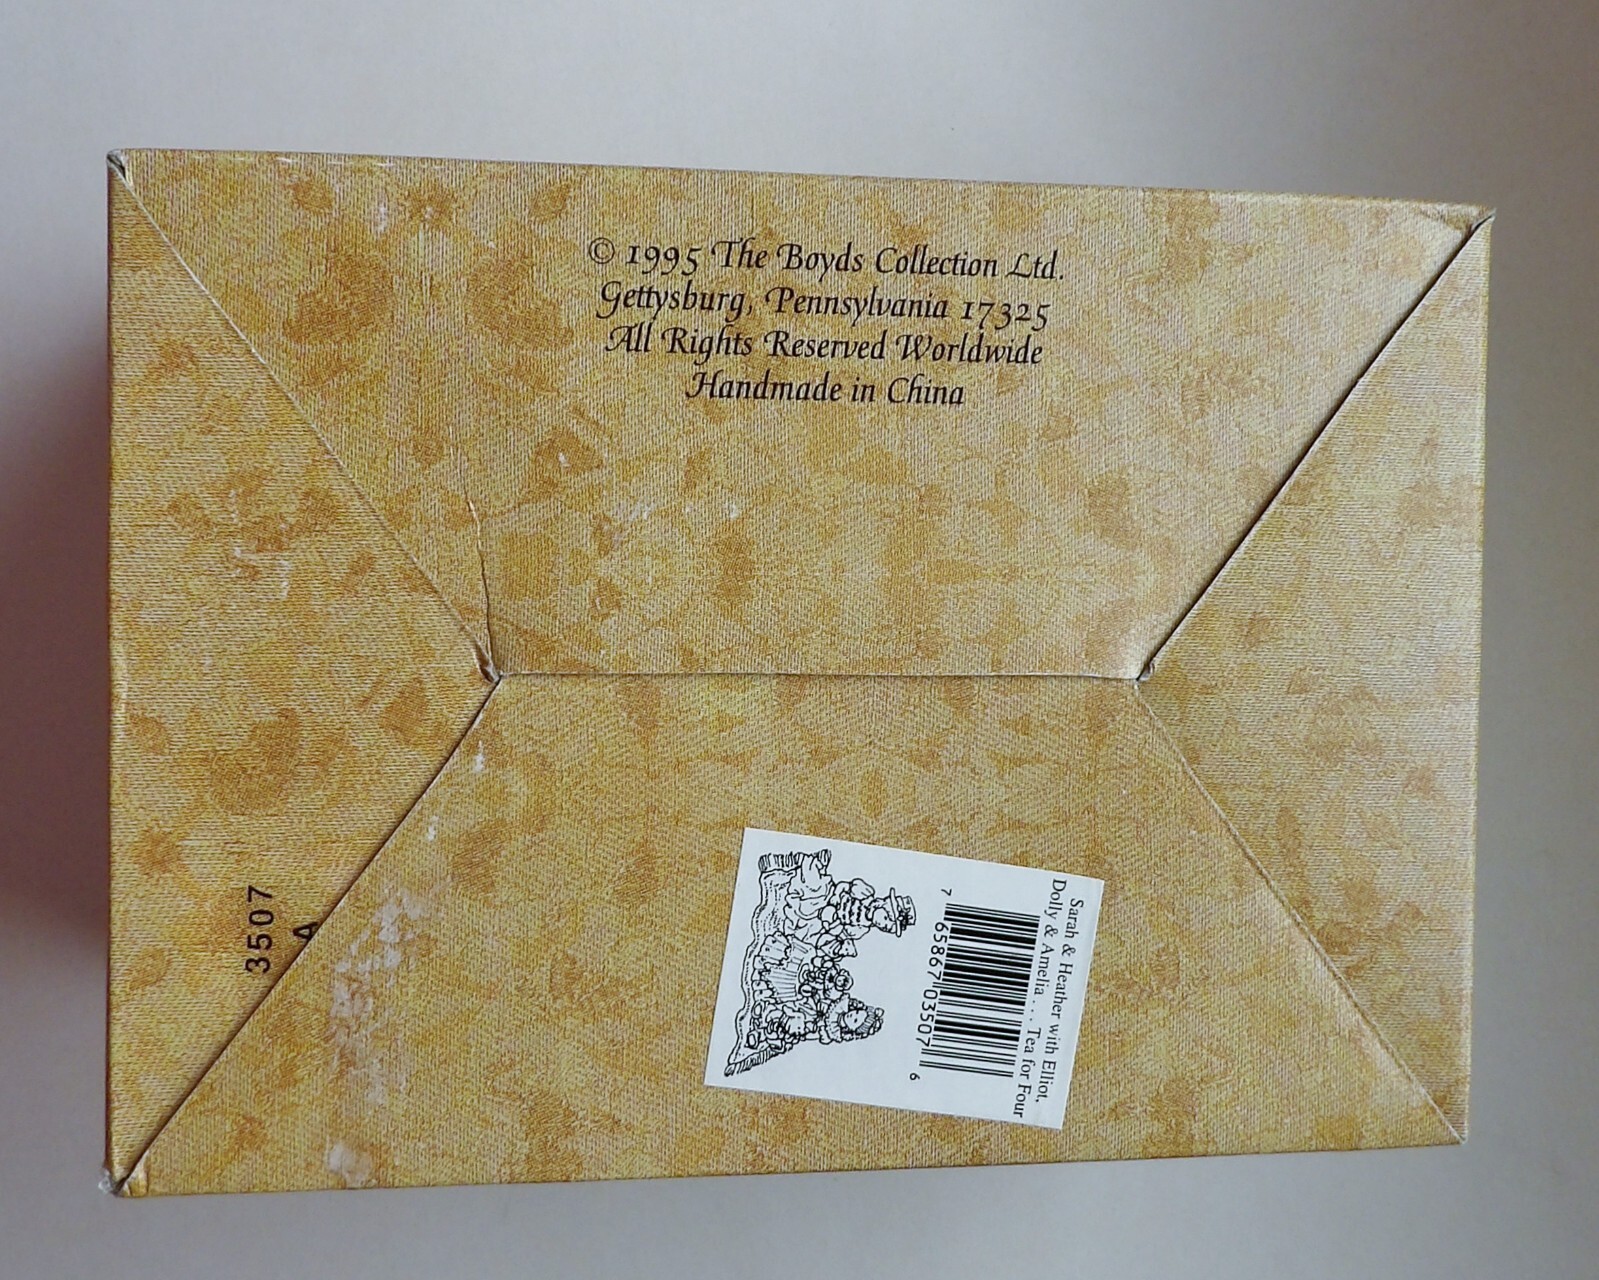 © 1995 The Boyds Collection Ltd.
Gettysburg, Pennsylvania 17325
All Rights Reserved Worldwide
Handmade in China
3507
A
Sarah & Heather with Elliot,
Dolly & Amelia . . . Tea for Four
7 65867 03507 6